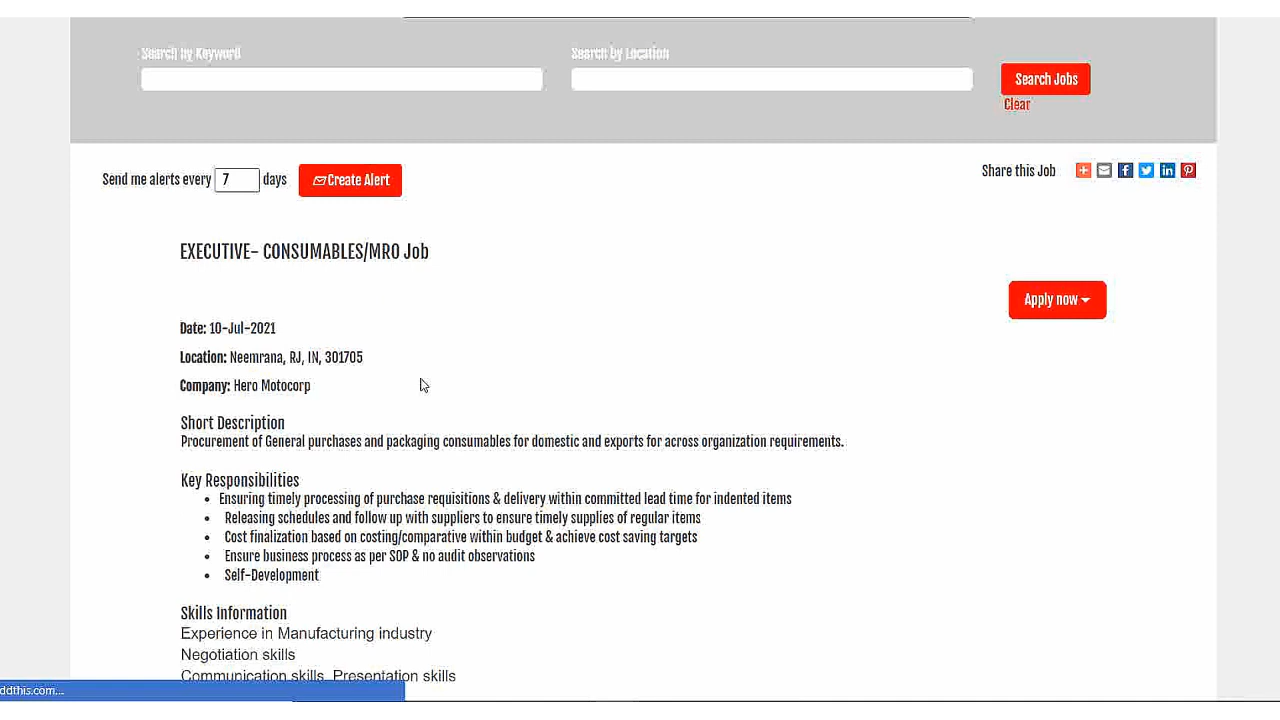 Search by Keyword
Search by Location
Search Jobs
Clear
Send me alerts every 7 days
Create Alert
Share this Job
EXECUTIVE- CONSUMABLES/MRO Job
Apply now
Date: 10-Jul-2021
Location: Neemrana, RJ, IN, 301705
Company: Hero Motocorp
Short Description
Procurement of General purchases and packaging consumables for domestic and exports for across organization requirements.
Key Responsibilities
• Ensuring timely processing of purchase requisitions & delivery within committed lead time for indented items
• Releasing schedules and follow up with suppliers to ensure timely supplies of regular items
• Cost finalization based on costing/comparative within budget & achieve cost saving targets
• Ensure business process as per SOP & no audit observations
• Self-Development
Skills Information
Experience in Manufacturing industry
Negotiation skills
Communication skills, Presentation skills
ddthis.com...